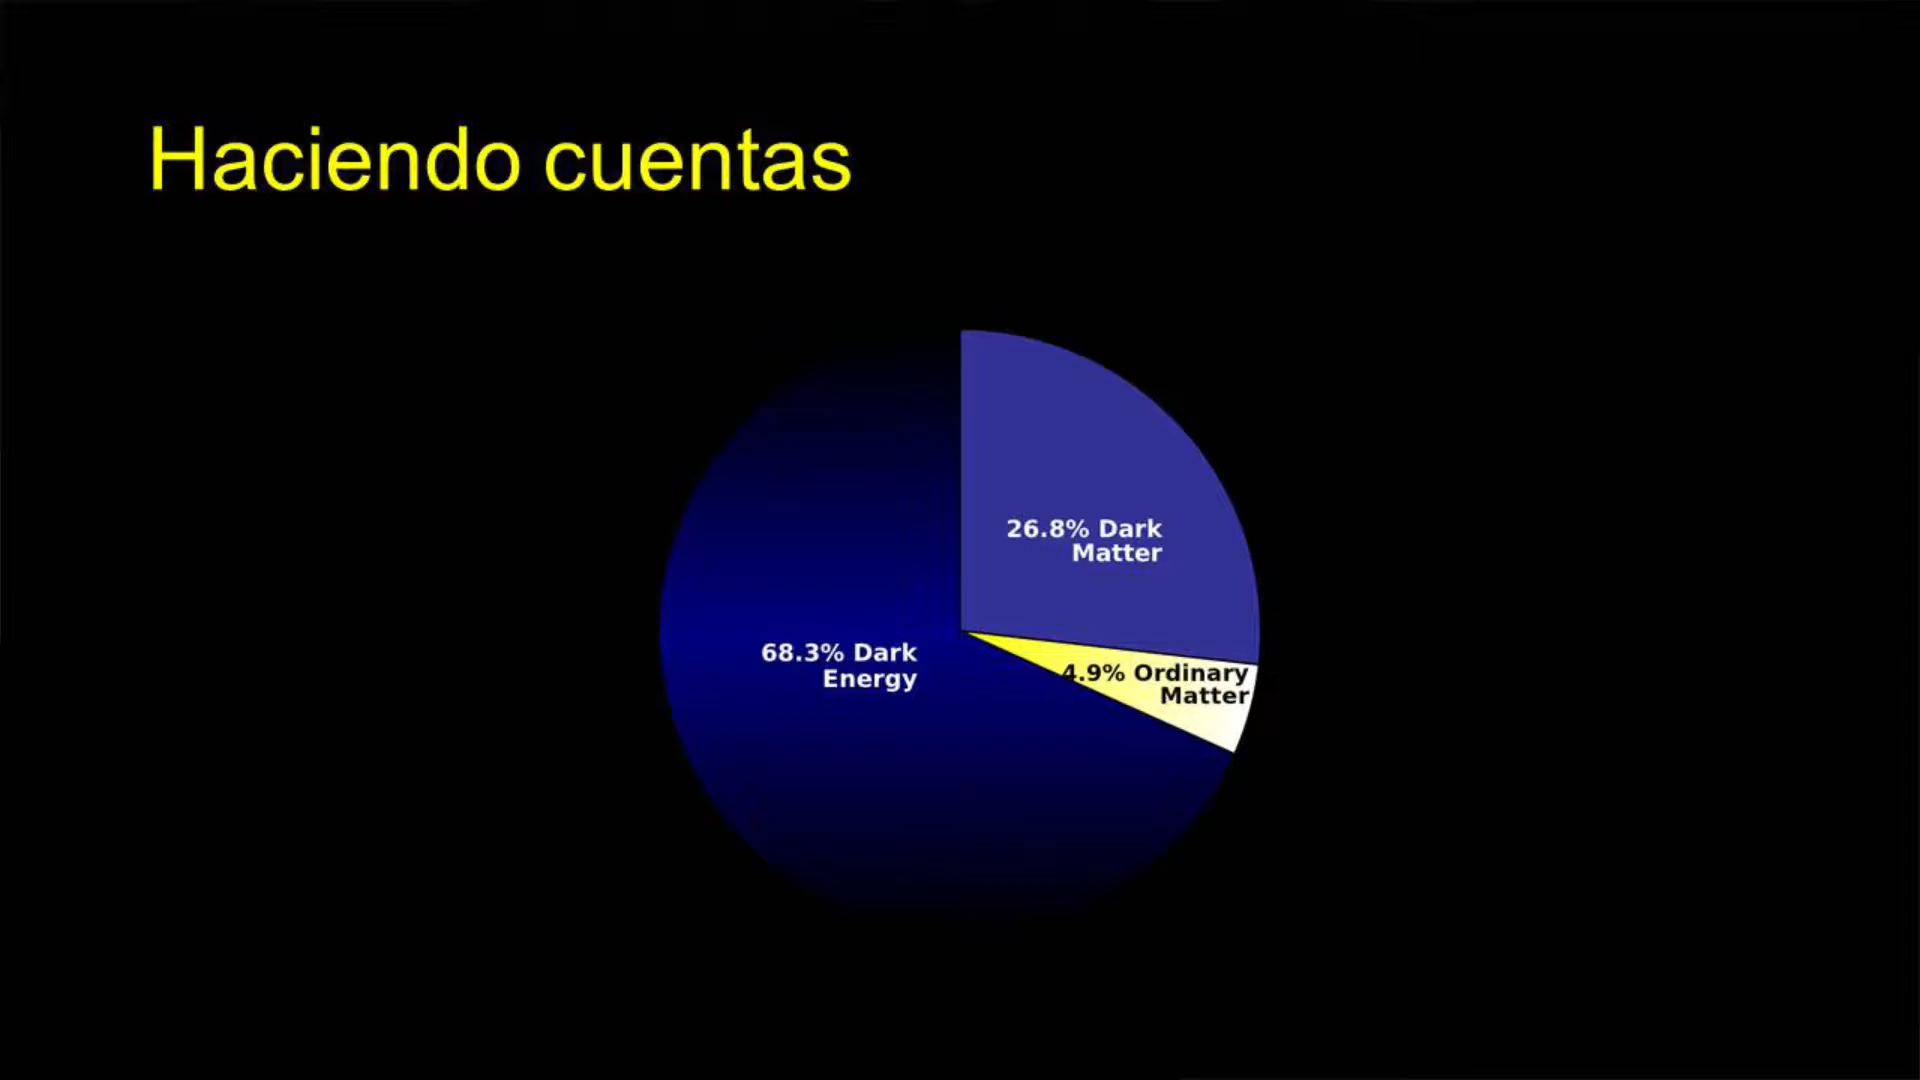 Haciendo cuentas
26.8% Dark
Matter
68.3% Dark
Energy
4.9% Ordinary
Matter